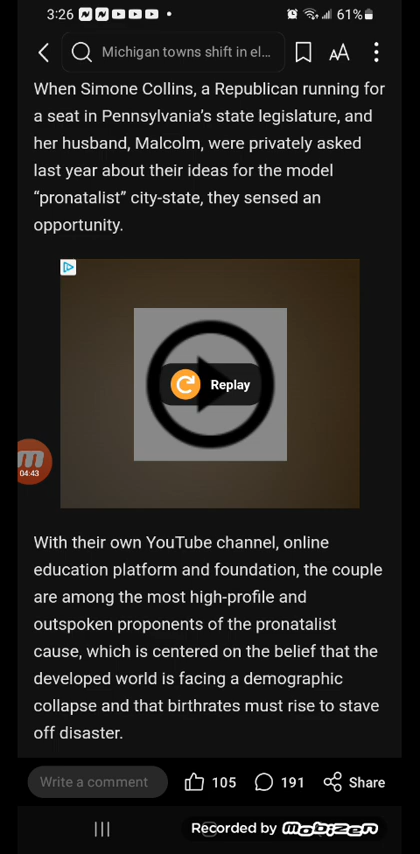 3:26
61%
Michigan towns shift in el...
AA
When Simone Collins, a Republican running for
a seat in Pennsylvania's state legislature, and
her husband, Malcolm, were privately asked
last year about their ideas for the model
“pronatalist” city-state, they sensed an
opportunity.
Replay
m
04:43
With their own YouTube channel, online
education platform and foundation, the couple
are among the most high-profile and
outspoken proponents of the pronatalist
cause, which is centered on the belief that the
developed world is facing a demographic
collapse and that birthrates must rise to stave
off disaster.
Write a comment
105
191
Share
Recorded by mobizen